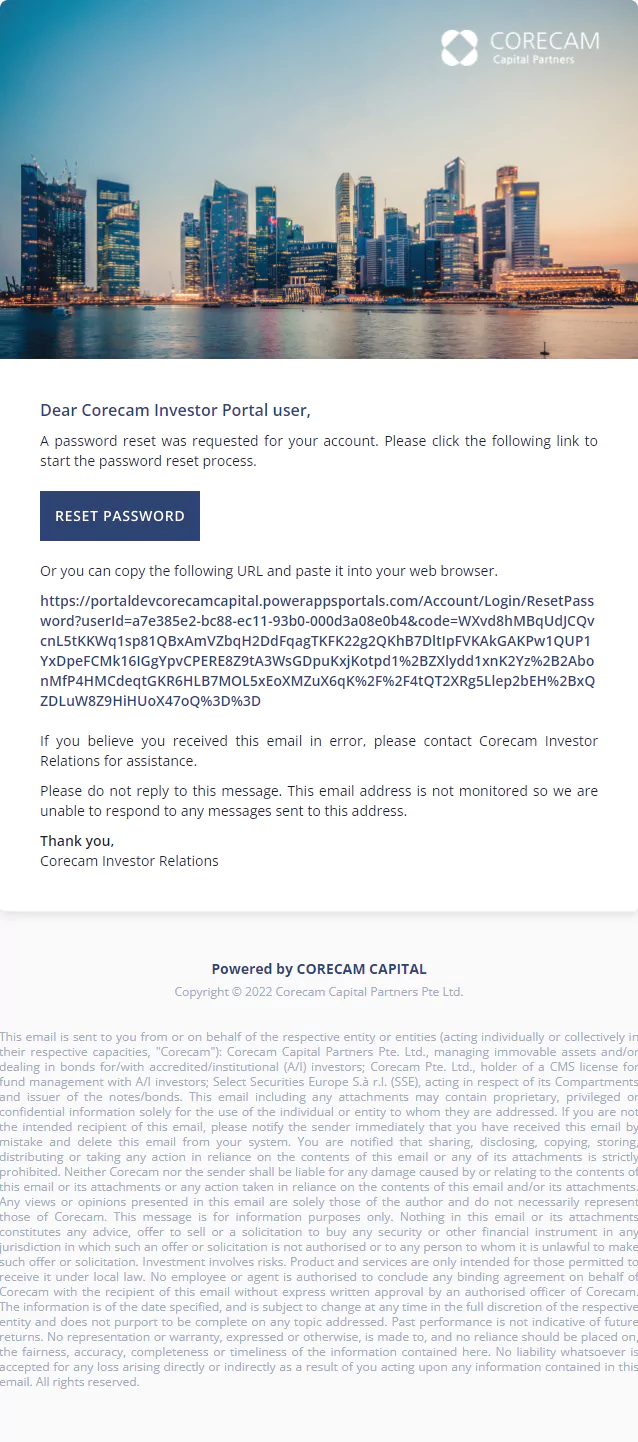 CORECAM
Capital Partners
Dear Corecam Investor Portal user,
A password reset was requested for your account. Please click the following link to
start the password reset process.
RESET PASSWORD
Or you can copy the following URL and paste it into your web browser.
https://portaldevcorecamcapital.powerappsportals.com/Account/Login/ResetPass
word?userId=a7e385e2-bc88-ec11-93b0-000d3a08e0b4&code=WXvd8hMBqUdJCQv
cnL5tKKWq1sp81QBxAmVZbqH2DdFqagTKFK22g2QKhB7DltIpFVKAkGAKPw1QUP1
YxDpeFCMk16IGgYpvCPERE8Z9tA3WsGDpuKxjKotpd1%2BZXlydd1xnK2Yz%2B2Abo
nMfP4HMCdeqtGKR6HLB7MOL5xEoXMZuX6qK%2F%2F4tQT2XRg5Llep2bEH%2BxQ
ZDLuW8Z9HiHUoX47oQ%3D%3D
If you believe you received this email in error, please contact Corecam Investor
Relations for assistance.
Please do not reply to this message. This email address is not monitored so we are
unable to respond to any messages sent to this address.
Thank you,
Corecam Investor Relations
Powered by CORECAM CAPITAL
Copyright © 2022 Corecam Capital Partners Pte Ltd.
This email is sent to you from or on behalf of the respective entity or entities (acting individually or collectively in
their respective capacities, "Corecam"): Corecam Capital Partners Pte. Ltd., managing immovable assets and/or
dealing in bonds for/with accredited/institutional (A/I) investors; Corecam Pte. Ltd., holder of a CMS license for
fund management with A/I investors; Select Securities Europe S.à r.l. (SSE), acting in respect of its Compartments
and issuer of the notes/bonds. This email including any attachments may contain proprietary, privileged or
confidential information solely for the use of the individual or entity to whom they are addressed. If you are not
the intended recipient of this email, please notify the sender immediately that you have received this email by
mistake and delete this email from your system. You are notified that sharing, disclosing, copying, storing,
distributing or taking any action in reliance on the contents of this email or any of its attachments is strictly
prohibited. Neither Corecam nor the sender shall be liable for any damage caused by or relating to the contents of
this email or its attachments or any action taken in reliance on the contents of this email and/or its attachments.
Any views or opinions presented in this email are solely those of the author and do not necessarily represent
those of Corecam. This message is for information purposes only. Nothing in this email or its attachments
constitutes any advice, offer to sell or a solicitation to buy any security or other financial instrument in any
jurisdiction in which such an offer or solicitation is not authorised or to any person to whom it is unlawful to make
such offer or solicitation. Investment involves risks. Product and services are only intended for those permitted to
receive it under local law. No employee or agent is authorised to conclude any binding agreement on behalf of
Corecam with the recipient of this email without express written approval by an authorised officer of Corecam.
The information is of the date specified, and is subject to change at any time in the full discretion of the respective
entity and does not purport to be complete on any topic addressed. Past performance is not indicative of future
returns. No representation or warranty, expressed or otherwise, is made to, and no reliance should be placed on,
the fairness, accuracy, completeness or timeliness of the information contained here. No liability whatsoever is
accepted for any loss arising directly or indirectly as a result of you acting upon any information contained in this
email. All rights reserved.